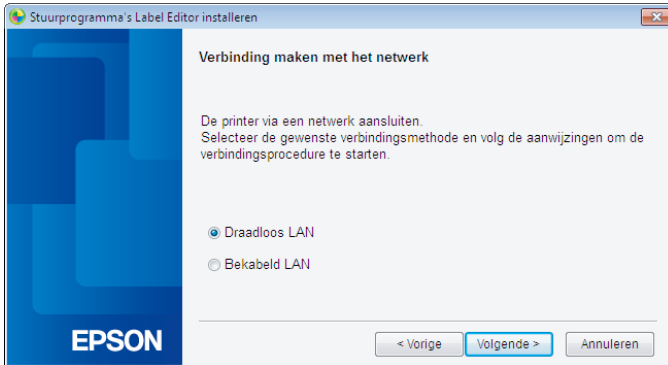 Stuurprogramma's Label Editor installeren
Verbinding maken met het netwerk
De printer via een netwerk aansluiten.
Selecteer de gewenste verbindingsmethode en volg de aanwijzingen om de
verbindingsprocedure te starten.
Draadloos LAN
Bekabeld LAN
EPSON
< Vorige
Volgende >
Annuleren